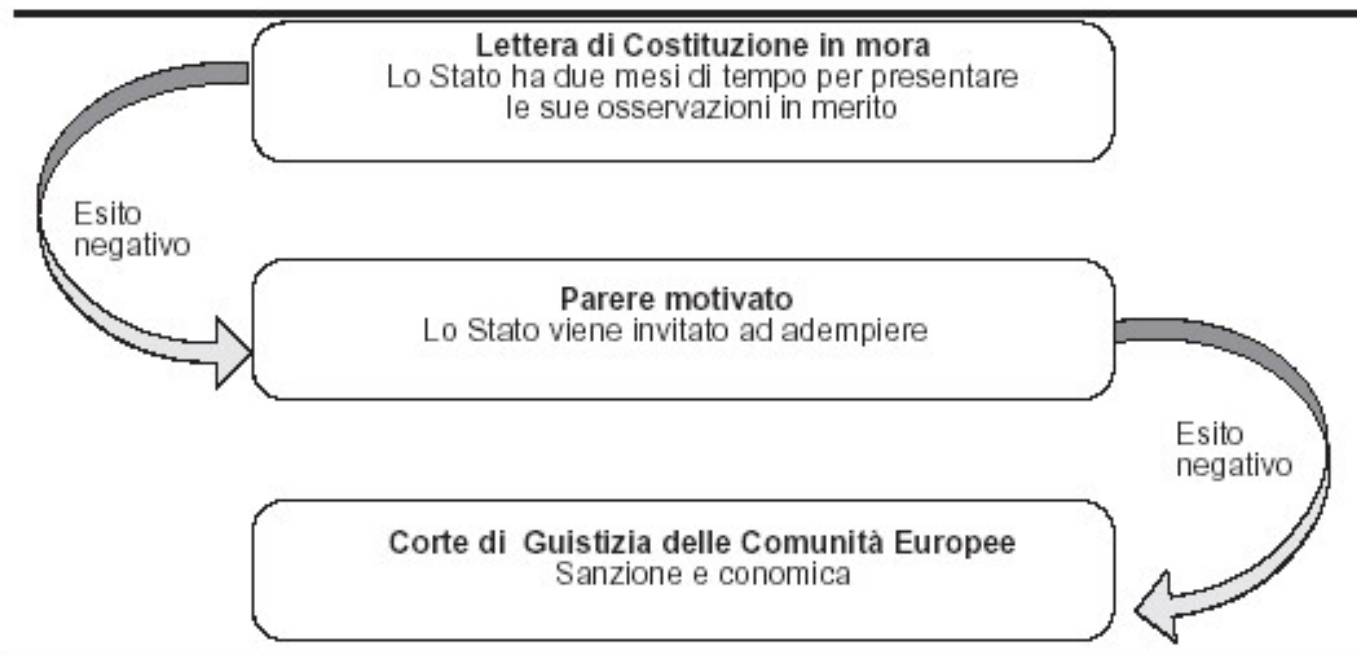 Lettera di Costituzione in mora
Lo Stato ha due mesi di tempo per presentare
le sue osservazioni in merito
Esito
negativo
Parere motivato
Lo Stato viene invitato ad adempiere
Esito
negativo
Corte di Guistizia delle Comunità Europee
Sanzione e conomica